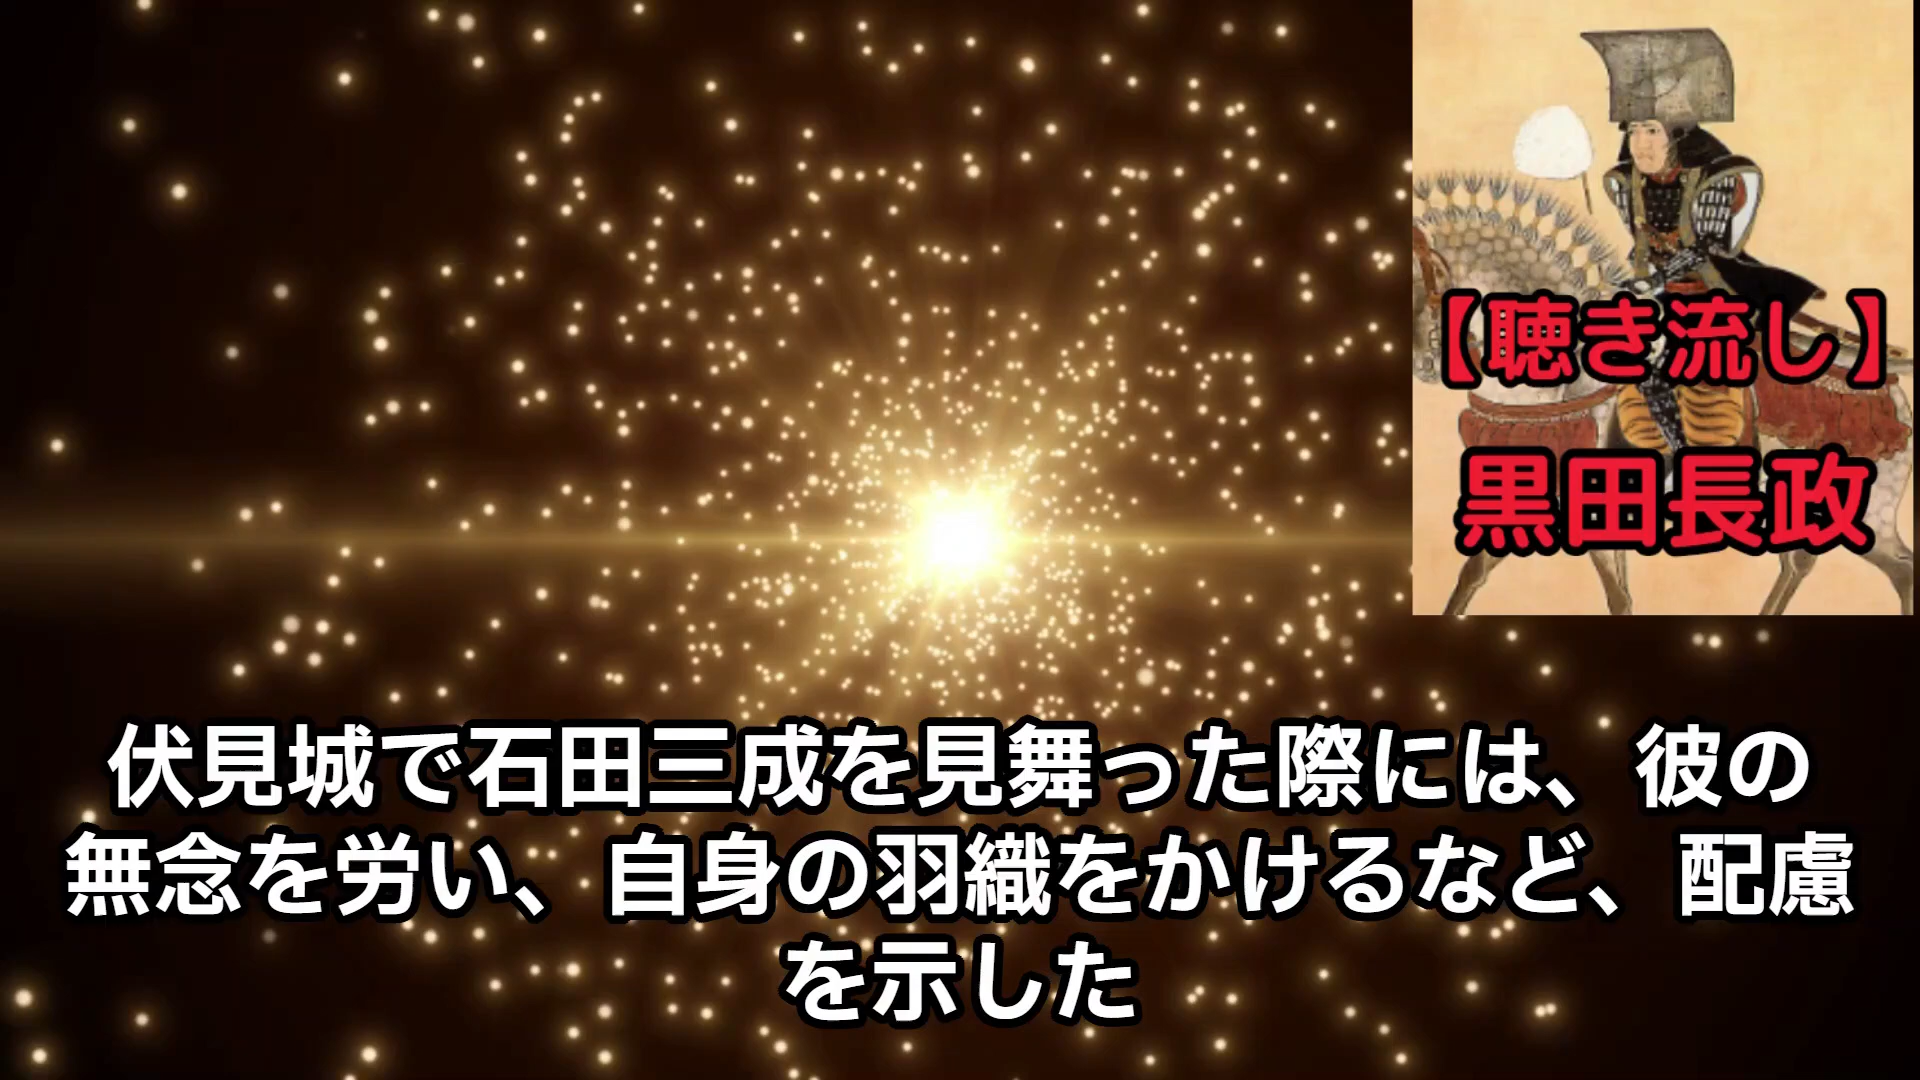 【聴き流し】
黒田長政
伏見城で石田三成を見舞った際には、彼の
無念を労い、自身の羽織をかけるなど、配慮
を示した